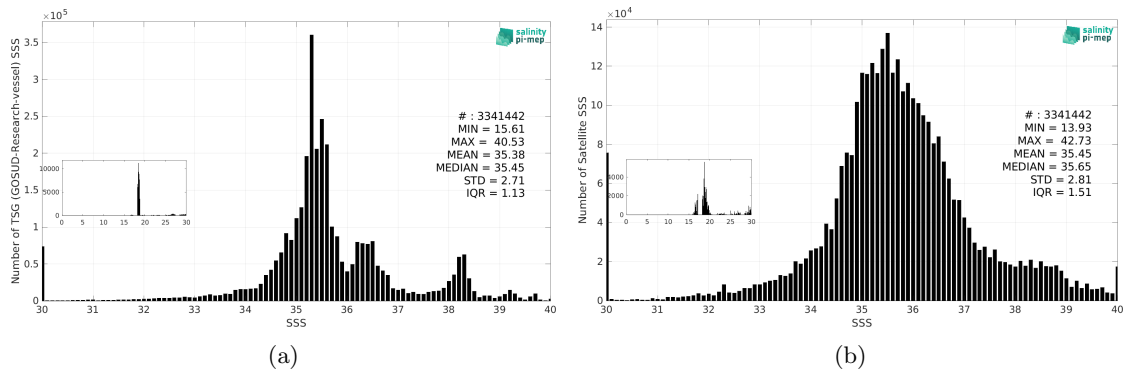 ×10⁵
3.5
3
2.5
2
1.5
1
0.5
0
Number of TSG (GOSUD-Research-vessel) SSS
salinity
pi-mep
# : 3341442
MIN = 15.61
MAX = 40.53
MEAN = 35.38
MEDIAN = 35.45
STD = 2.71
IQR = 1.13
10000
5000
0
0 5 10 15 20 25 30
30 31 32 33 34 35 36 37 38 39 40
SSS
(a)
×10⁴
14
12
10
8
6
4
2
0
Number of Satellite SSS
salinity
pi-mep
# : 3341442
MIN = 13.93
MAX = 42.73
MEAN = 35.45
MEDIAN = 35.65
STD = 2.81
IQR = 1.51
4000
2000
0
0 5 10 15 20 25 30
30 31 32 33 34 35 36 37 38 39 40
SSS
(b)